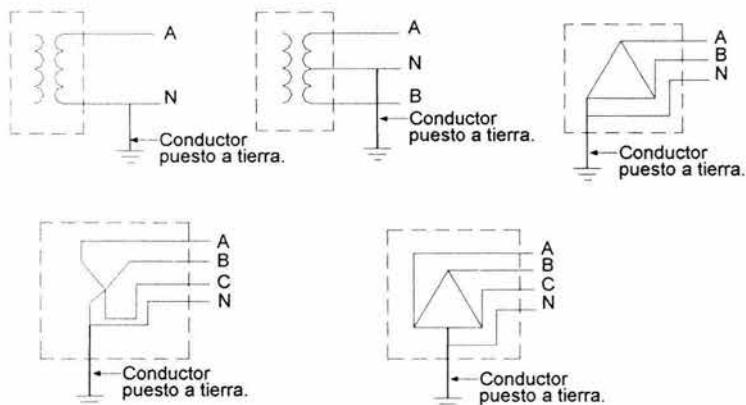 A
N
Conductor
puesto a tierra.
A
N
B
Conductor
puesto a tierra.
A
B
N
Conductor
puesto a tierra.
A
B
C
N
Conductor
puesto a tierra.
A
B
C
N
Conductor
puesto a tierra.